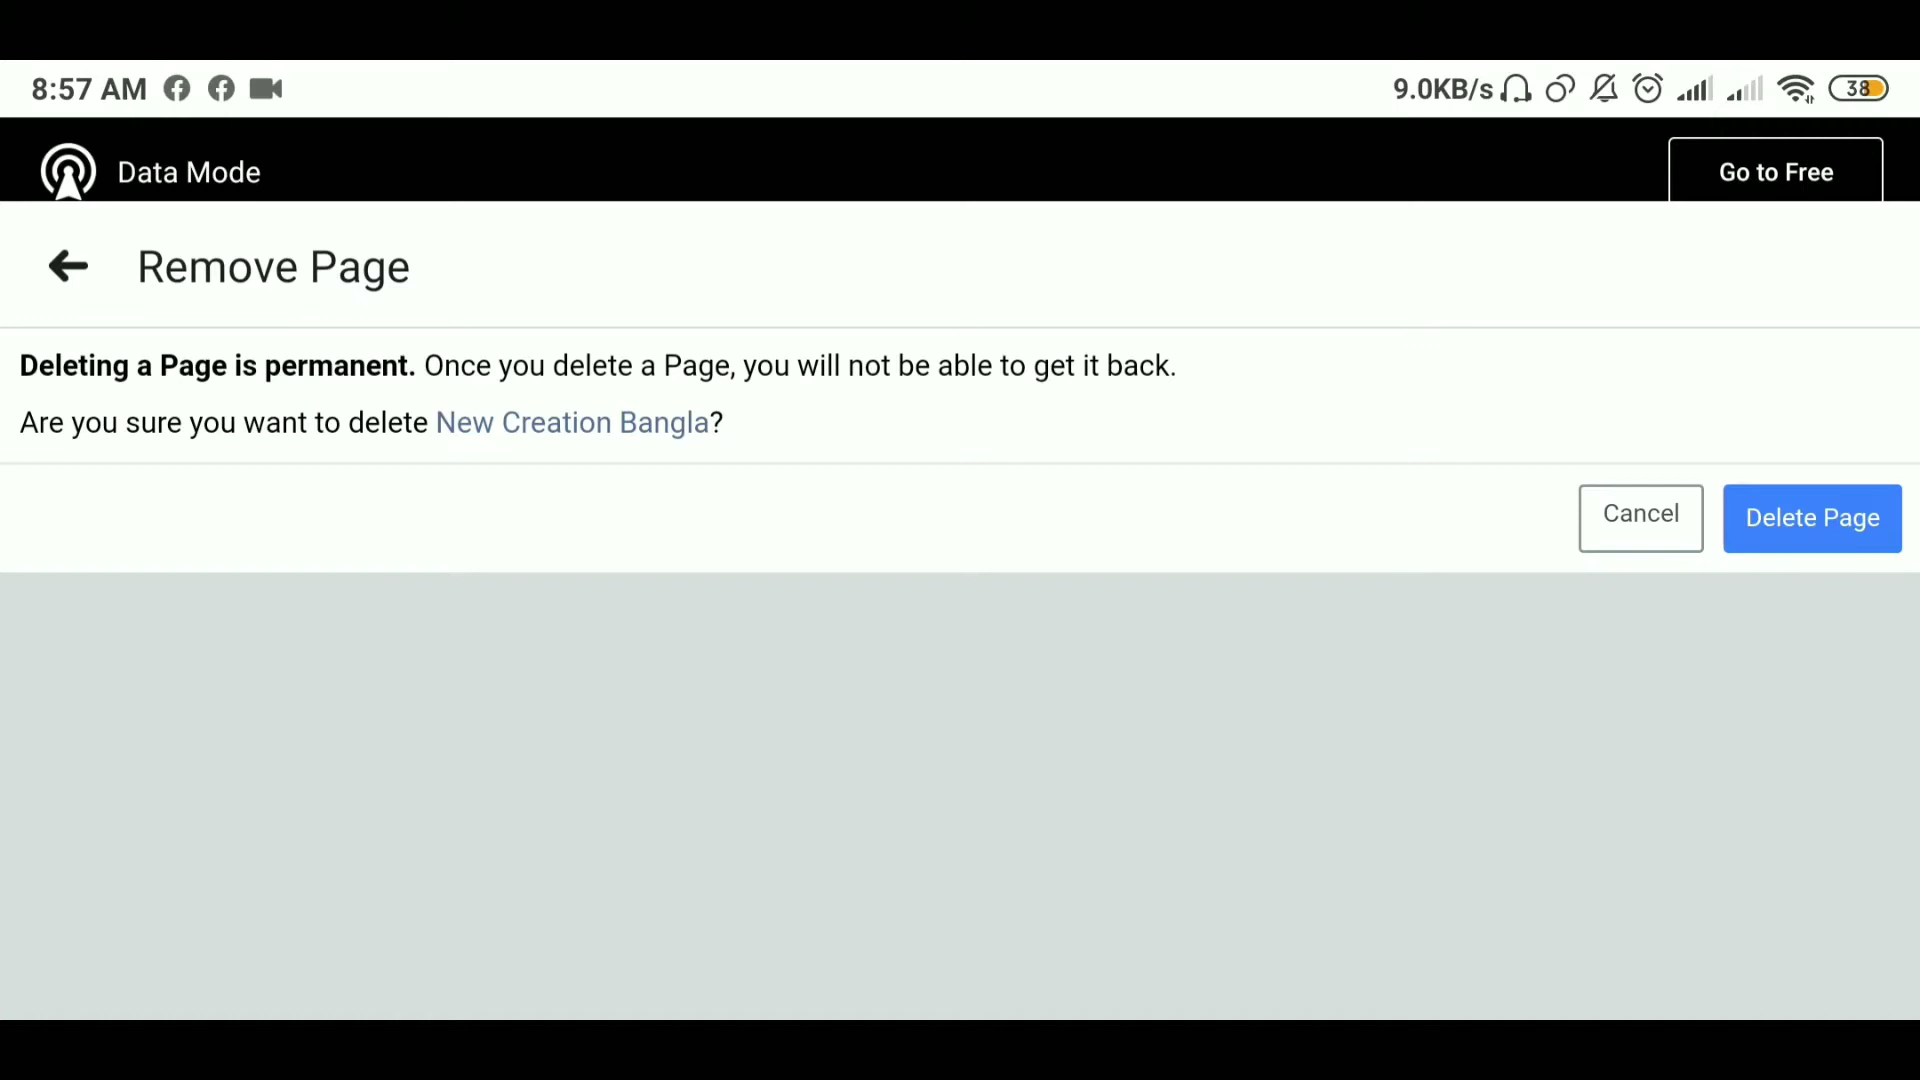 8:57 AM 9.0KB/s 38
Data Mode Go to Free
Remove Page
Deleting a Page is permanent. Once you delete a Page, you will not be able to get it back.
Are you sure you want to delete New Creation Bangla?
Cancel Delete Page